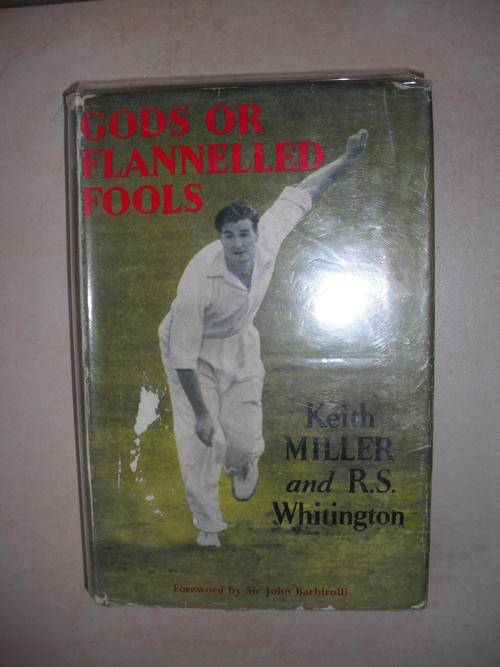 GODS OR
FLANNELLED
FOOLS
Keith
MILLER
and R.S.
Whitington
Foreword by Sir John Barbirolli